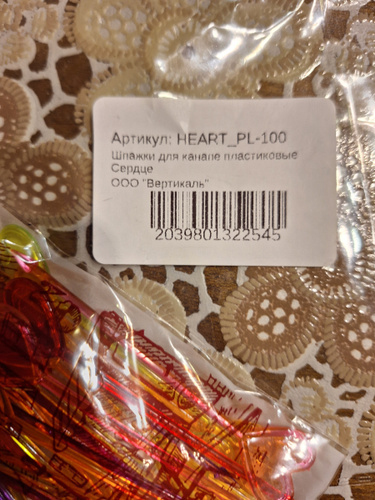 Артикул: HEART_PL-100
Шпажки для канапе пластиковые
Сердце
ООО "Вертикаль"
2039801322545